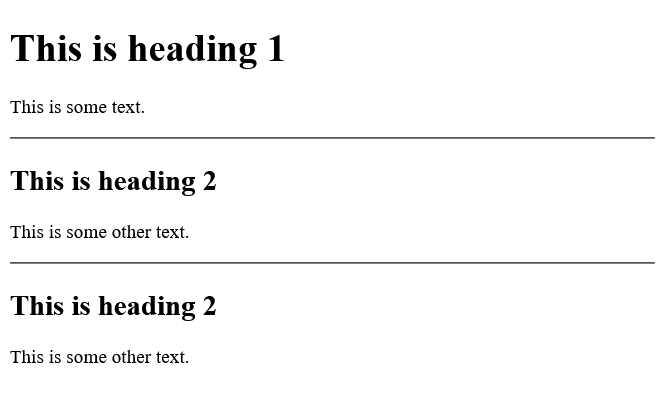 This is heading 1
This is some text.
This is heading 2
This is some other text.
This is heading 2
This is some other text.